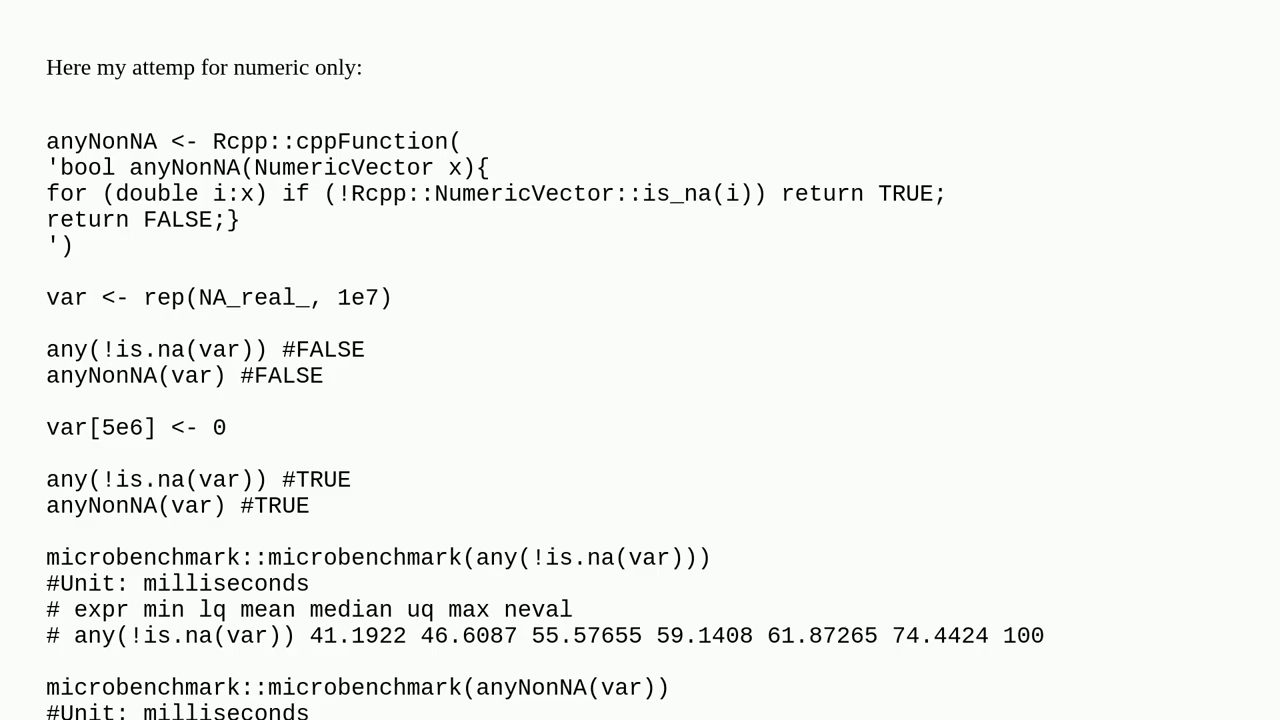 Here my attemp for numeric only:
anyNonNA <- Rcpp::cppFunction(
'bool anyNonNA(NumericVector x){
for (double i:x) if (!Rcpp::NumericVector::is_na(i)) return TRUE;
return FALSE;}
')
var <- rep(NA_real_, 1e7)
any(!is.na(var)) #FALSE
anyNonNA(var) #FALSE
var[5e6] <- 0
any(!is.na(var)) #TRUE
anyNonNA(var) #TRUE
microbenchmark::microbenchmark(any(!is.na(var)))
#Unit: milliseconds
# expr min lq mean median uq max neval
# any(!is.na(var)) 41.1922 46.6087 55.57655 59.1408 61.87265 74.4424 100
microbenchmark::microbenchmark(anyNonNA(var))
#Unit: milliseconds